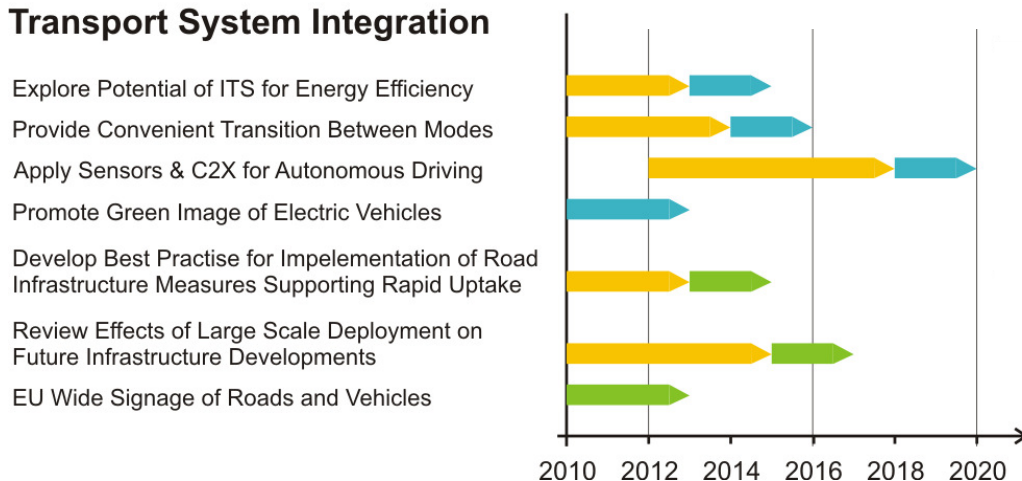 Transport System Integration
Explore Potential of ITS for Energy Efficiency
Provide Convenient Transition Between Modes
Apply Sensors & C2X for Autonomous Driving
Promote Green Image of Electric Vehicles
Develop Best Practise for Impelementation of Road
Infrastructure Measures Supporting Rapid Uptake
Review Effects of Large Scale Deployment on
Future Infrastructure Developments
EU Wide Signage of Roads and Vehicles
2010 2012 2014 2016 2018 2020